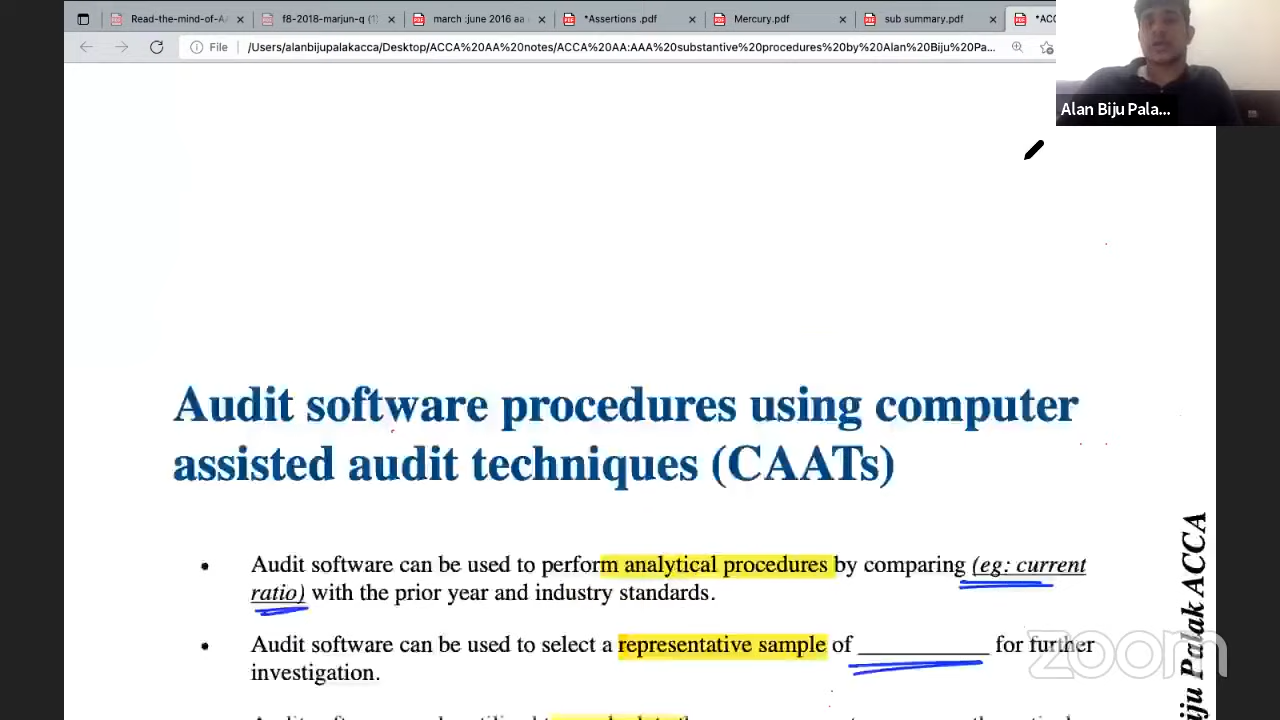 Read-the-mind-of-A
f8-2018-marjun-q (1)
march :june 2016 aa
*Assertions .pdf
Mercury.pdf
sub summary.pdf
*ACC
File
/Users/alanbijupalakacca/Desktop/ACCA%20AA%20notes/ACCA%20AA:AAA%20substantive%20procedures%20by%20Alan%20Biju%20Pa...
Alan Biju Pala...
Audit software procedures using computer
assisted audit techniques (CAATs)
• Audit software can be used to perform analytical procedures by comparing (eg: current
ratio) with the prior year and industry standards.
• Audit software can be used to select a representative sample of ___________ for further
investigation.
iju Palak ACCA
zoom